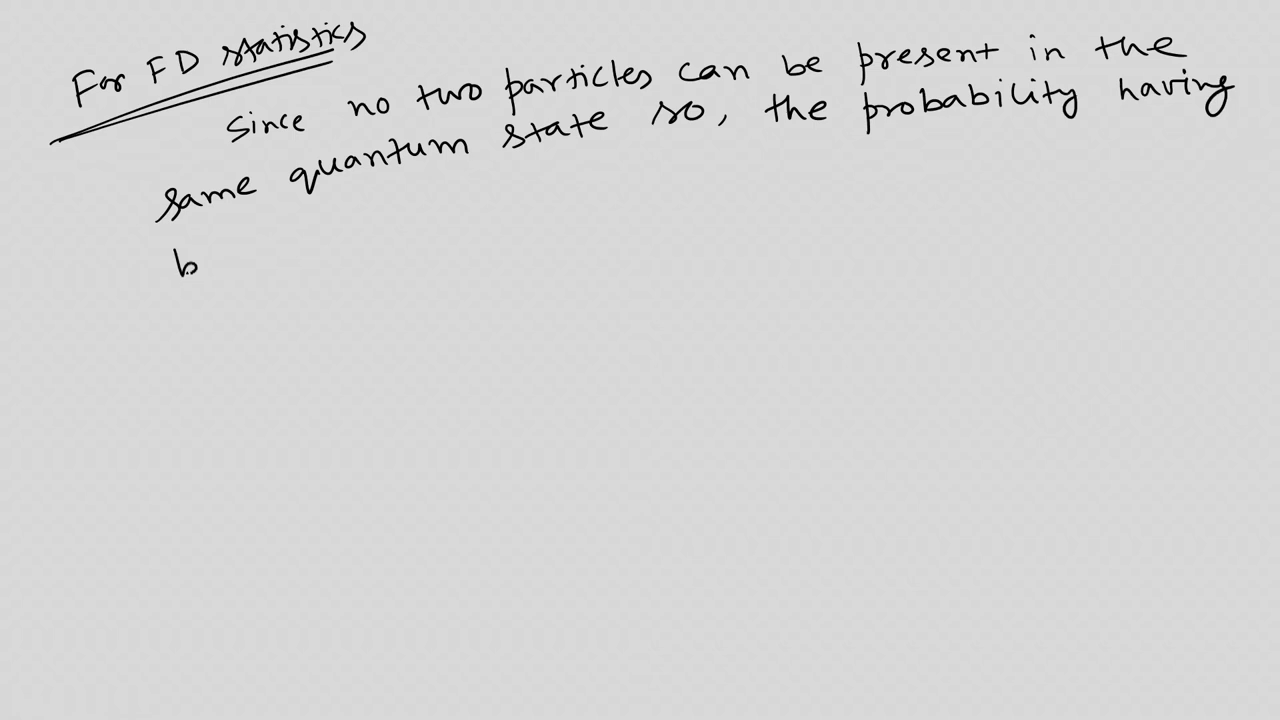 For FD statistics
Since no two particles can be present in the
same quantum state so, the probability having
b